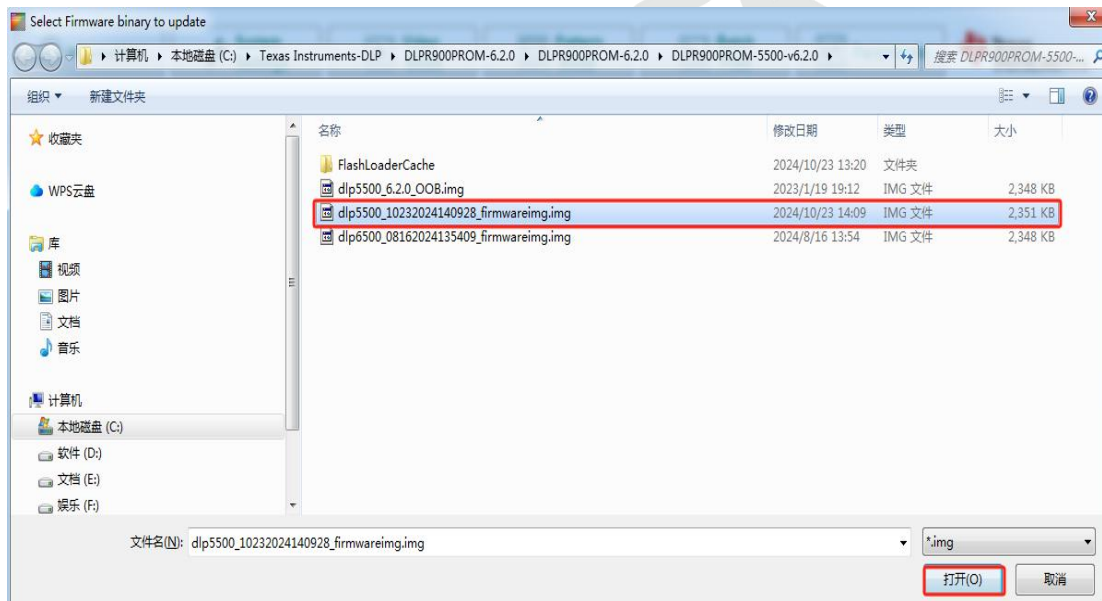 Select Firmware binary to update
计算机 本地磁盘 (C:) Texas Instruments-DLP DLPR900PROM-6.2.0 DLPR900PROM-6.2.0 DLPR900PROM-5500-v6.2.0
搜索 DLPR900PROM-5500-...
组织 新建文件夹
收藏夹
WPS云盘
库
视频
图片
文档
音乐
计算机
本地磁盘 (C:)
软件 (D:)
文档 (E:)
娱乐 (F:)
名称 修改日期 类型 大小
FlashLoaderCache 2024/10/23 13:20 文件夹
dlp5500_6.2.0_OOB.img 2023/1/19 19:12 IMG 文件 2,348 KB
dlp5500_10232024140928_firmwareimg.img 2024/10/23 14:09 IMG 文件 2,351 KB
dlp6500_08162024135409_firmwareimg.img 2024/8/16 13:54 IMG 文件 2,348 KB
文件名(N): dlp5500_10232024140928_firmwareimg.img *.img
打开(O) 取消